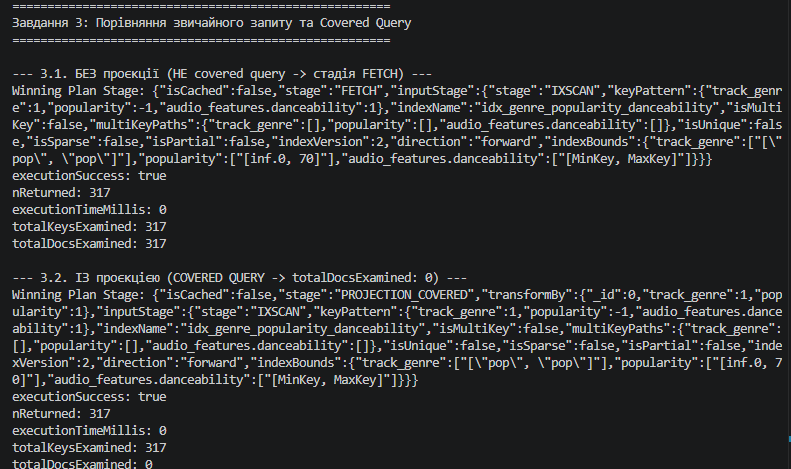 ======================================================
Завдання 3: Порівняння звичайного запиту та Covered Query
======================================================
--- 3.1. БЕЗ проєкції (НЕ covered query -> стадія FETCH) ---
Winning Plan Stage: {"isCached":false,"stage":"FETCH","inputStage":{"stage":"IXSCAN","keyPattern":{"track_genr
e":1,"popularity":-1,"audio_features.danceability":1},"indexName":"idx_genre_popularity_danceability","isMulti
Key":false,"multiKeyPaths":{"track_genre":[],"popularity":[],"audio_features.danceability":[]},"isUnique":fals
e,"isSparse":false,"isPartial":false,"indexVersion":2,"direction":"forward","indexBounds":{"track_genre":["[\"
pop\", \"pop\"]"],"popularity":["[inf.0, 70]"],"audio_features.danceability":["[MinKey, MaxKey]"]}}}
executionSuccess: true
nReturned: 317
executionTimeMillis: 0
totalKeysExamined: 317
totalDocsExamined: 317
--- 3.2. ІЗ проєкцією (COVERED QUERY -> totalDocsExamined: 0) ---
Winning Plan Stage: {"isCached":false,"stage":"PROJECTION_COVERED","transformBy":{"_id":0,"track_genre":1,"pop
ularity":1},"inputStage":{"stage":"IXSCAN","keyPattern":{"track_genre":1,"popularity":-1,"audio_features.dance
ability":1},"indexName":"idx_genre_popularity_danceability","isMultiKey":false,"multiKeyPaths":{"track_genre":
[],"popularity":[],"audio_features.danceability":[]},"isUnique":false,"isSparse":false,"isPartial":false,"inde
xVersion":2,"direction":"forward","indexBounds":{"track_genre":["[\"pop\", \"pop\"]"],"popularity":["[inf.0, 7
0]"],"audio_features.danceability":["[MinKey, MaxKey]"]}}}
executionSuccess: true
nReturned: 317
executionTimeMillis: 0
totalKeysExamined: 317
totalDocsExamined: 0